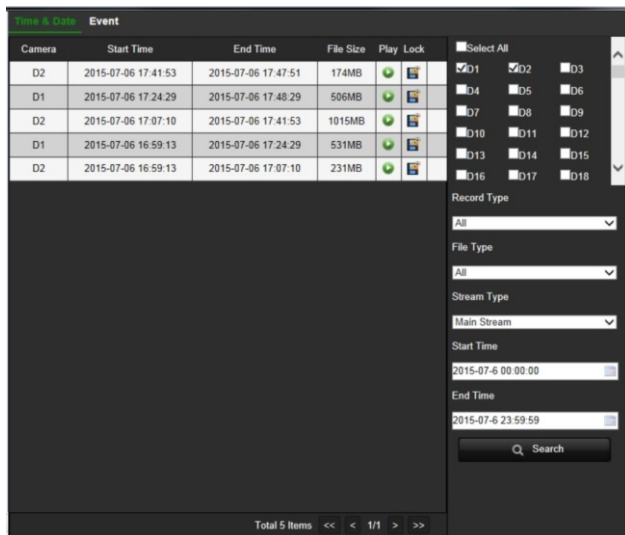 Time & Date Event
Camera Start Time End Time File Size Play Lock
D2 2015-07-06 17:41:53 2015-07-06 17:47:51 174MB
D1 2015-07-06 17:24:29 2015-07-06 17:48:29 506MB
D2 2015-07-06 17:07:10 2015-07-06 17:41:53 1015MB
D1 2015-07-06 16:59:13 2015-07-06 17:24:29 531MB
D2 2015-07-06 16:59:13 2015-07-06 17:07:10 231MB
Total 5 Items << < 1/1 > >>
Select All
D1 D2 D3
D4 D5 D6
D7 D8 D9
D10 D11 D12
D13 D14 D15
D16 D17 D18
Record Type
All
File Type
All
Stream Type
Main Stream
Start Time
2015-07-6 00:00:00
End Time
2015-07-6 23:59:59
Search